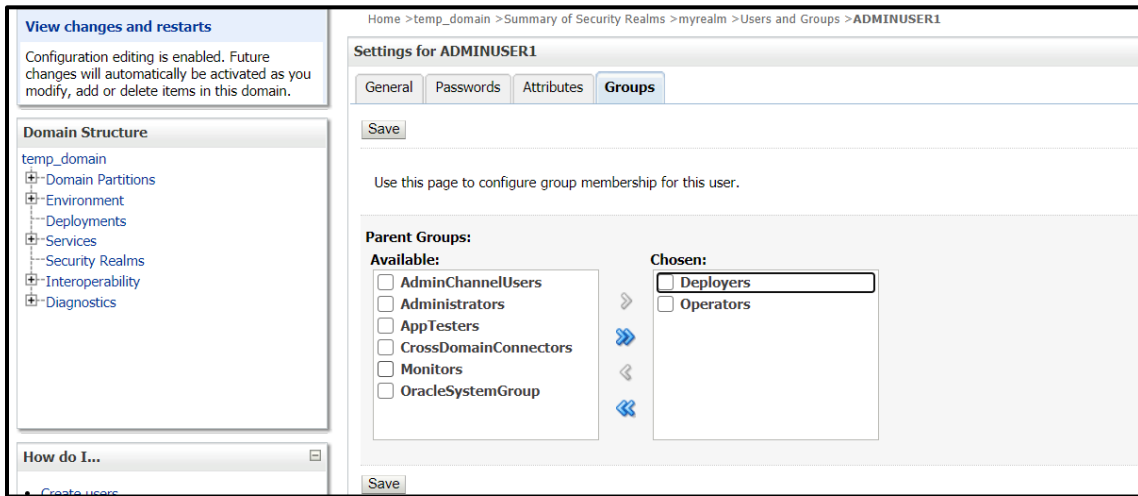 View changes and restarts
Configuration editing is enabled. Future
changes will automatically be activated as you
modify, add or delete items in this domain.
Domain Structure
temp_domain
Domain Partitions
Environment
Deployments
Services
Security Realms
Interoperability
Diagnostics
How do I...
Create users
Home >temp_domain >Summary of Security Realms >myrealm >Users and Groups >ADMINUSER1
Settings for ADMINUSER1
General Passwords Attributes Groups
Save
Use this page to configure group membership for this user.
Parent Groups:
Available:
AdminChannelUsers
Administrators
AppTesters
CrossDomainConnectors
Monitors
OracleSystemGroup
Chosen:
Deployers
Operators
Save